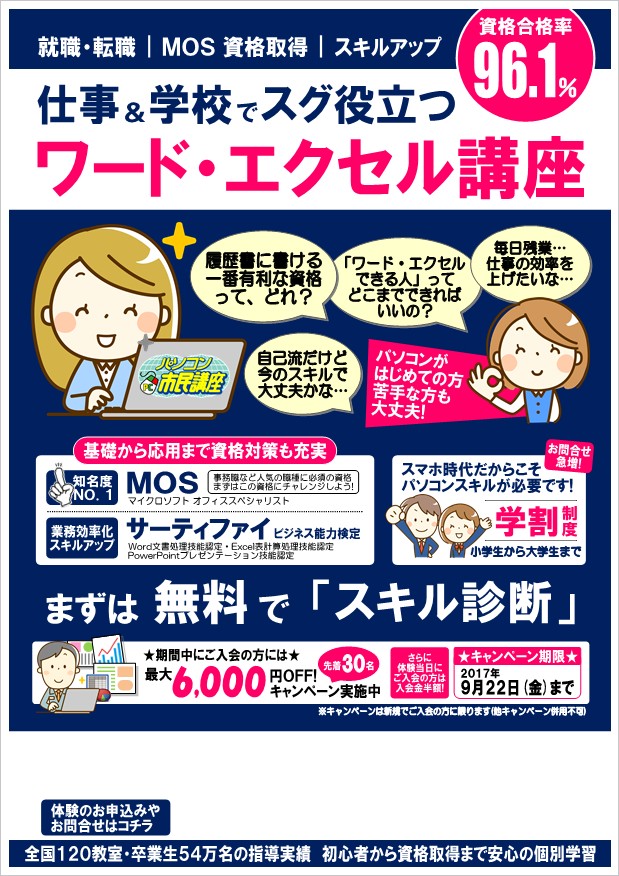 就職・転職｜MOS 資格取得｜スキルアップ
資格合格率
96.1%
仕事&学校でスグ役立つ
ワード・エクセル講座
履歴書に書ける
一番有利な資格
って、どれ？
「ワード・エクセル
できる人」って
どこまでできれば
いいの？
毎日残業…
仕事の効率を
上げたいな…
自己流だけど
今のスキルで
大丈夫かな…
パソコンが
はじめての方
苦手な方も
大丈夫!
パソコン
市民講座
基礎から応用まで資格対策も充実
知名度
NO.1
MOS
マイクロソフト オフィススペシャリスト
事務職など人気の職種に必須の資格
まずはこの資格にチャレンジしよう!
業務効率化
スキルアップ
サーティファイ ビジネス能力検定
Word文書処理技能認定・Excel表計算処理技能認定
PowerPointプレゼンテーション技能認定
お問合せ
急増!
スマホ時代だからこそ
パソコンスキルが必要です!
学割制度
小学生から大学生まで
まずは 無料で「スキル診断」
★期間中にご入会の方には★
最大6,000円OFF!
キャンペーン実施中
先着30名
さらに
体験当日に
ご入会の方は
入会金半額!
★キャンペーン期限★
2017年
9月22日(金)まで
※キャンペーンは新規でご入会の方に限ります(他キャンペーン併用不可)
体験のお申込みや
お問合せはコチラ
全国120教室・卒業生54万名の指導実績 初心者から資格取得まで安心の個別学習